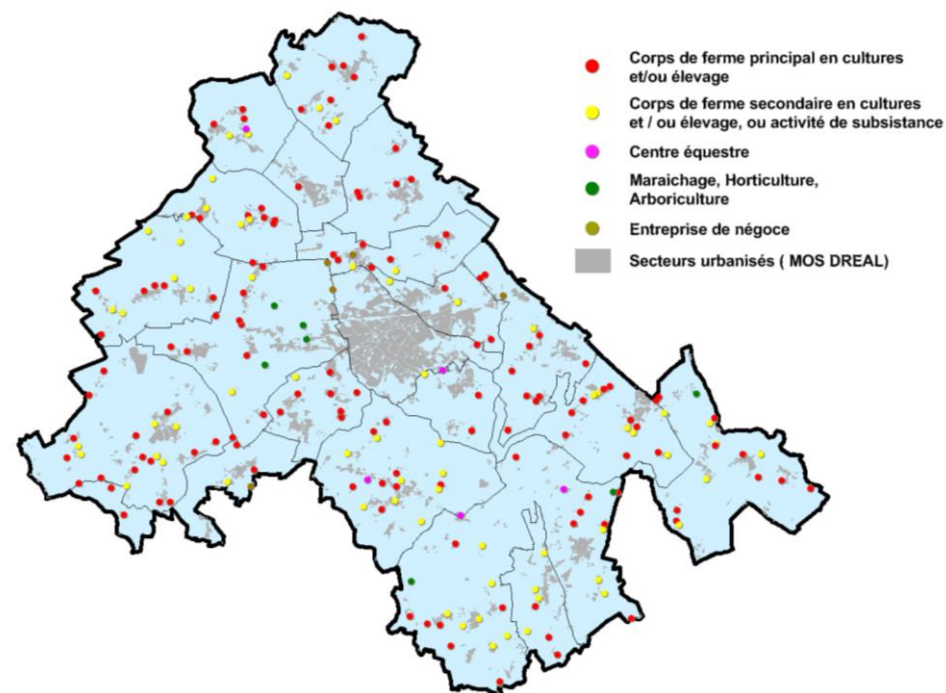 Corps de ferme principal en cultures
et/ou élevage
Corps de ferme secondaire en cultures
et / ou élevage, ou activité de subsistance
Centre équestre
Maraichage, Horticulture,
Arboriculture
Entreprise de négoce
Secteurs urbanisés ( MOS DREAL)